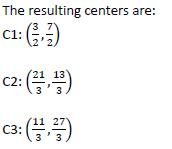 The resulting centers are:
C1: (3/2, 7/2)
C2: (21/3, 13/3)
C3: (11/3, 27/3)